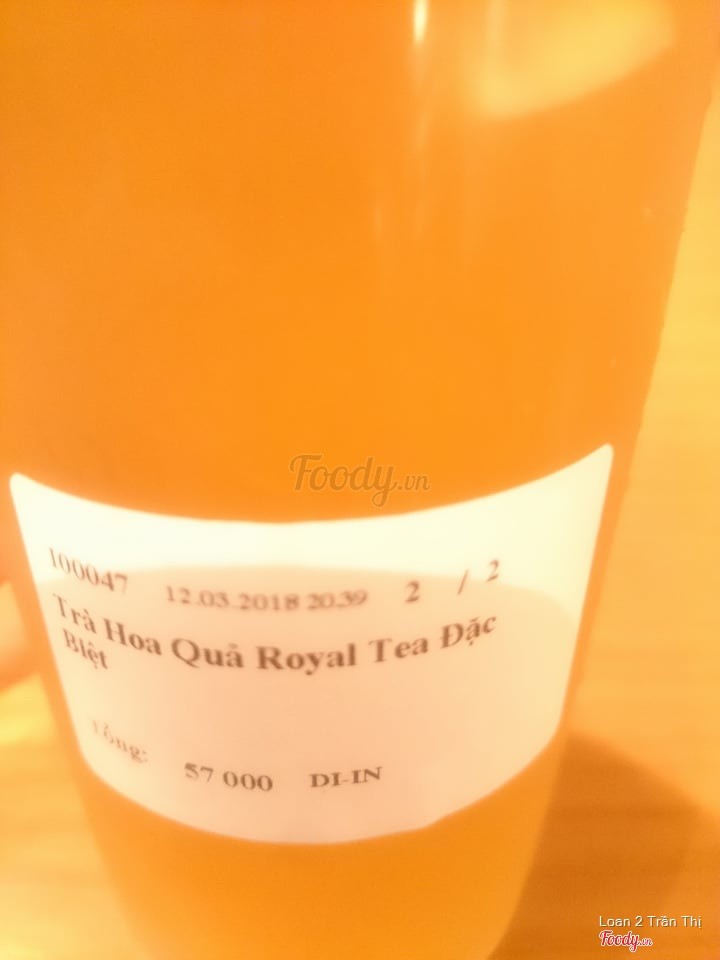 Foody.vn
100047 12.03.2018 20.39 2 / 2
Trà Hoa Quả Royal Tea Đặc
Biệt
Tổng: 57 000 DI-IN
Loan 2 Trần Thị
Foody.vn